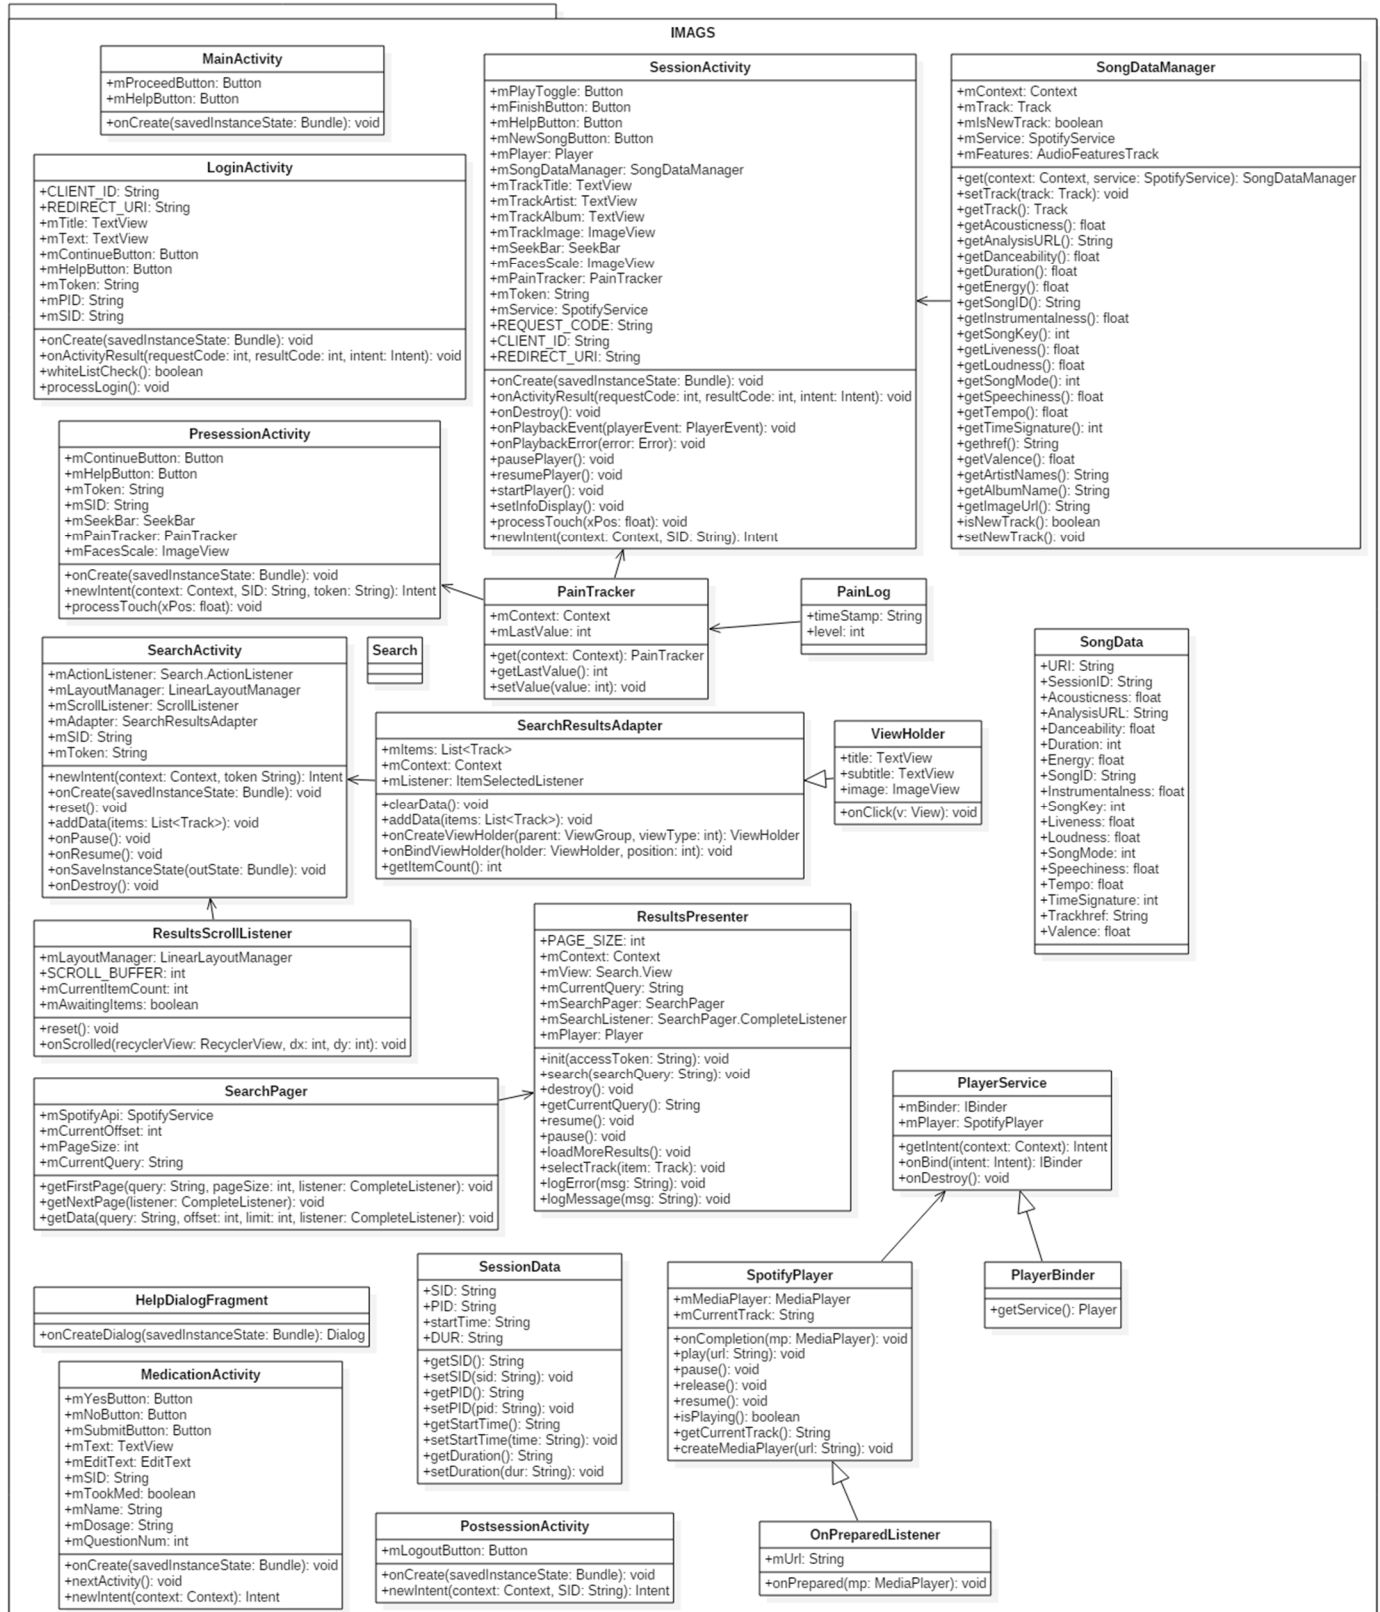 IMAGS
MainActivity
+mProceedButton: Button
+mHelpButton: Button
+onCreate(savedInstanceState: Bundle): void
LoginActivity
+CLIENT_ID: String
+REDIRECT_URI: String
+mTitle: TextView
+mText: TextView
+mContinueButton: Button
+mHelpButton: Button
+mToken: String
+mPID: String
+mSID: String
+onCreate(savedInstanceState: Bundle): void
+onActivityResult(requestCode: int, resultCode: int, intent: Intent): void
+whiteListCheck(): boolean
+processLogin(): void
SessionActivity
+mPlayToggle: Button
+mFinishButton: Button
+mHelpButton: Button
+mNewSongButton: Button
+mPlayer: Player
+mSongDataManager: SongDataManager
+mTrackTitle: TextView
+mTrackArtist: TextView
+mTrackAlbum: TextView
+mTrackImage: ImageView
+mSeekBar: SeekBar
+mFacesScale: ImageView
+mPainTracker: PainTracker
+mToken: String
+mService: SpotifyService
+REQUEST_CODE: String
+CLIENT_ID: String
+REDIRECT_URI: String
+onCreate(savedInstanceState: Bundle): void
+onActivityResult(requestCode: int, resultCode: int, intent: Intent): void
+onDestroy(): void
+onPlaybackEvent(playerEvent: PlayerEvent): void
+onPlaybackError(error: Error): void
+pausePlayer(): void
+resumePlayer(): void
+startPlayer(): void
+setInfoDisplay(): void
+processTouch(xPos: float): void
+newIntent(context: Context, SID: String): Intent
SongDataManager
+mContext: Context
+mTrack: Track
+mIsNewTrack: boolean
+mService: SpotifyService
+mFeatures: AudioFeaturesTrack
+get(context: Context, service: SpotifyService): SongDataManager
+setTrack(track: Track): void
+getTrack(): Track
+getAcousticness(): float
+getAnalysisURL(): String
+getDanceability(): float
+getDuration(): float
+getEnergy(): float
+getSongID(): String
+getInstrumentalness(): float
+getSongKey(): int
+getLiveness(): float
+getLoudness(): float
+getSongMode(): int
+getSpeechiness(): float
+getTempo(): float
+getTimeSignature(): int
+gethref(): String
+getValence(): float
+getArtistNames(): String
+getAlbumName(): String
+getImageUrl(): String
+isNewTrack(): boolean
+setNewTrack(): void
PresessionActivity
+mContinueButton: Button
+mHelpButton: Button
+mToken: String
+mSID: String
+mSeekBar: SeekBar
+mPainTracker: PainTracker
+mFacesScale: ImageView
+onCreate(savedInstanceState: Bundle): void
+newIntent(context: Context, SID: String, token: String): Intent
+processTouch(xPos: float): void
PainTracker
+mContext: Context
+mLastValue: int
+get(context: Context): PainTracker
+getLastValue(): int
+setValue(value: int): void
PainLog
+timeStamp: String
+level: int
SearchActivity
+mActionListener: Search.ActionListener
+mLayoutManager: LinearLayoutManager
+mScrollListener: ScrollListener
+mAdapter: SearchResultsAdapter
+mSID: String
+mToken: String
+newIntent(context: Context, token String): Intent
+onCreate(savedInstanceState: Bundle): void
+reset(): void
+addData(items: List<Track>): void
+onPause(): void
+onResume(): void
+onSaveInstanceState(outState: Bundle): void
+onDestroy(): void
Search
SearchResultsAdapter
+mItems: List<Track>
+mContext: Context
+mListener: ItemSelectedListener
+clearData(): void
+addData(items: List<Track>): void
+onCreateViewHolder(parent: ViewGroup, viewType: int): ViewHolder
+onBindViewHolder(holder: ViewHolder, position: int): void
+getItemCount(): int
ViewHolder
+title: TextView
+subtitle: TextView
+image: ImageView
+onClick(v: View): void
SongData
+URI: String
+SessionID: String
+Acousticness: float
+AnalysisURL: String
+Danceability: float
+Duration: int
+Energy: float
+SongID: String
+Instrumentalness: float
+SongKey: int
+Liveness: float
+Loudness: float
+SongMode: int
+Speechiness: float
+Tempo: float
+TimeSignature: int
+Trackhref: String
+Valence: float
ResultsScrollListener
+mLayoutManager: LinearLayoutManager
+SCROLL_BUFFER: int
+mCurrentItemCount: int
+mAwaitingItems: boolean
+reset(): void
+onScrolled(recyclerView: RecyclerView, dx: int, dy: int): void
ResultsPresenter
+PAGE_SIZE: int
+mContext: Context
+mView: Search.View
+mCurrentQuery: String
+mSearchPager: SearchPager
+mSearchListener: SearchPager.CompleteListener
+mPlayer: Player
+init(accessToken: String): void
+search(searchQuery: String): void
+destroy(): void
+getCurrentQuery(): String
+resume(): void
+pause(): void
+loadMoreResults(): void
+selectTrack(item: Track): void
+logError(msg: String): void
+logMessage(msg: String): void
SearchPager
+mSpotifyApi: SpotifyService
+mCurrentOffset: int
+mPageSize: int
+mCurrentQuery: String
+getFirstPage(query: String, pageSize: int, listener: CompleteListener): void
+getNextPage(listener: CompleteListener): void
+getData(query: String, offset: int, limit: int, listener: CompleteListener): void
PlayerService
+mBinder: IBinder
+mPlayer: SpotifyPlayer
+getIntent(context: Context): Intent
+onBind(intent: Intent): IBinder
+onDestroy(): void
HelpDialogFragment
+onCreateDialog(savedInstanceState: Bundle): Dialog
SessionData
+SID: String
+PID: String
+startTime: String
+DUR: String
+getSID(): String
+setSID(sid: String): void
+getPID(): String
+setPID(pid: String): void
+getStartTime(): String
+setStartTime(time: String): void
+getDuration(): String
+setDuration(dur: String): void
SpotifyPlayer
+mMediaPlayer: MediaPlayer
+mCurrentTrack: String
+onCompletion(mp: MediaPlayer): void
+play(url: String): void
+pause(): void
+release(): void
+resume(): void
+isPlaying(): boolean
+getCurrentTrack(): String
+createMediaPlayer(url: String): void
PlayerBinder
+getService(): Player
MedicationActivity
+mYesButton: Button
+mNoButton: Button
+mSubmitButton: Button
+mText: TextView
+mEditText: EditText
+mSID: String
+mTookMed: boolean
+mName: String
+mDosage: String
+mQuestionNum: int
+onCreate(savedInstanceState: Bundle): void
+nextActivity(): void
+newIntent(context: Context): Intent
PostsessionActivity
+mLogoutButton: Button
+onCreate(savedInstanceState: Bundle): void
+newIntent(context: Context, SID: String): Intent
OnPreparedListener
+mUrl: String
+onPrepared(mp: MediaPlayer): void